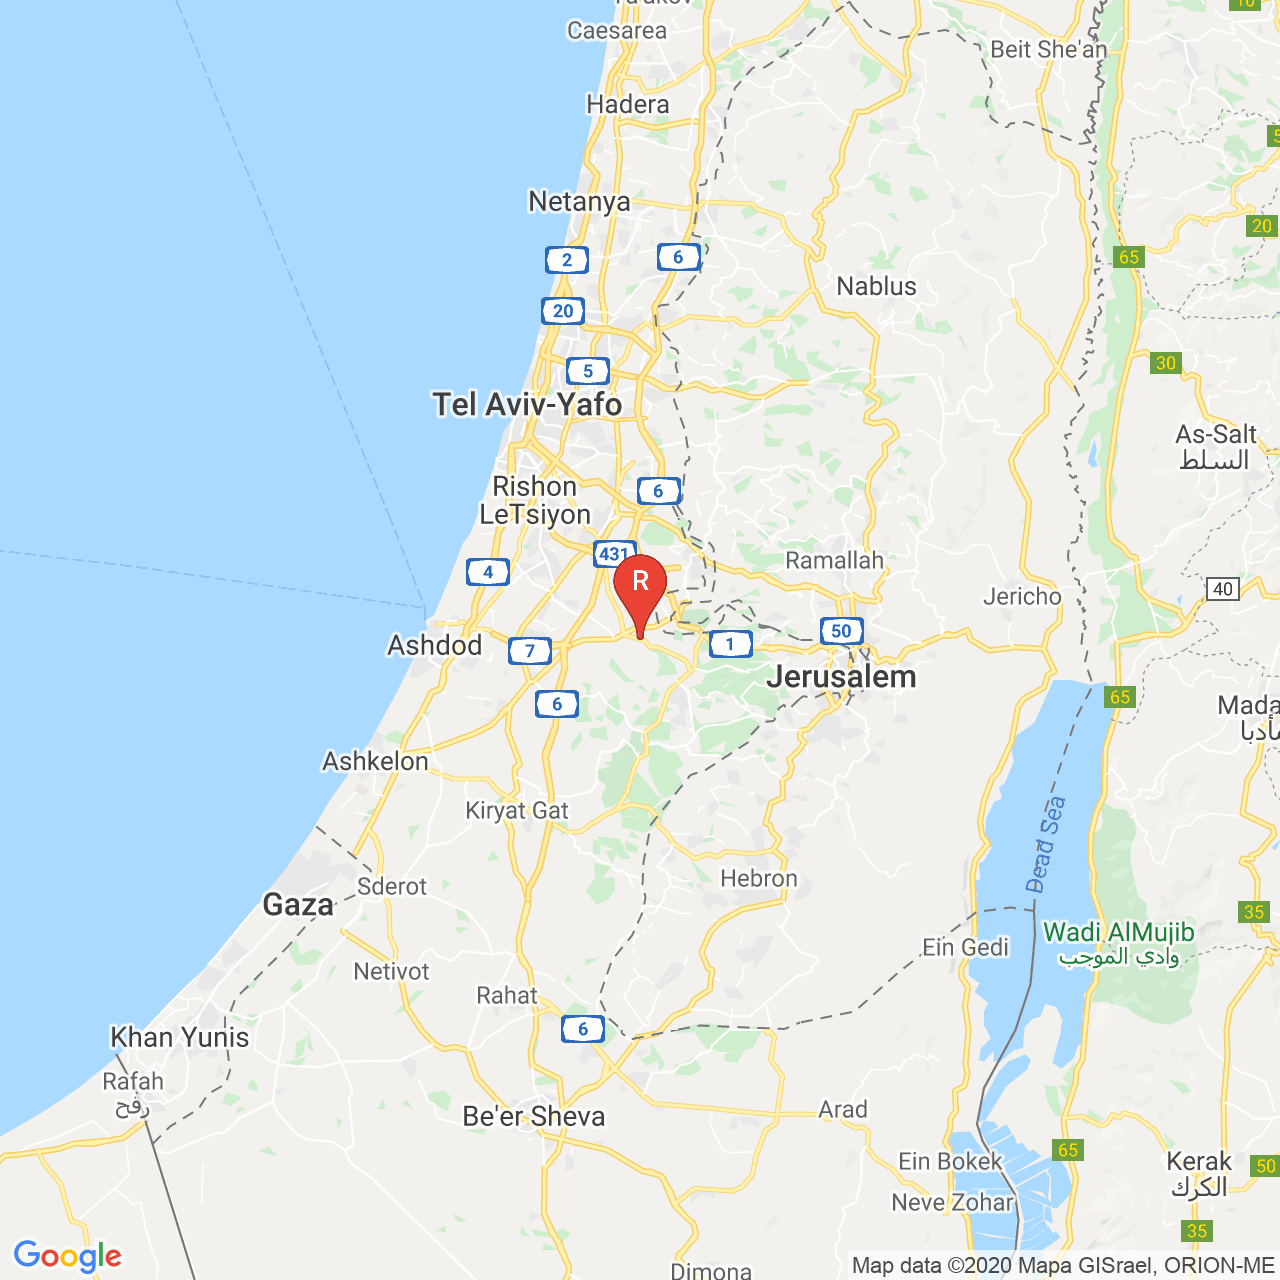 Ya'akov
Caesarea
10
Beit She'an
Hadera
5
Netanya
20
65
2
6
Nablus
20
30
5
Tel Aviv-Yafo
As-Salt
السلط
6
Rishon
LeTsiyon
431
Ramallah
4
R
40
Jericho
50
1
Ashdod
7
Jerusalem
65
6
Mada
مأدبا
Ashkelon
Kiryat Gat
Dead Sea
Hebron
Sderot
Gaza
35
Wadi AlMujib
وادي الموجب
Ein Gedi
Netivot
Rahat
6
Khan Yunis
Rafah
رفح
Be'er Sheva
Arad
65
Ein Bokek
Kerak
الكرك
50
Neve Zohar
35
Google
Dimona
Map data ©2020 Mapa GISrael, ORION-ME